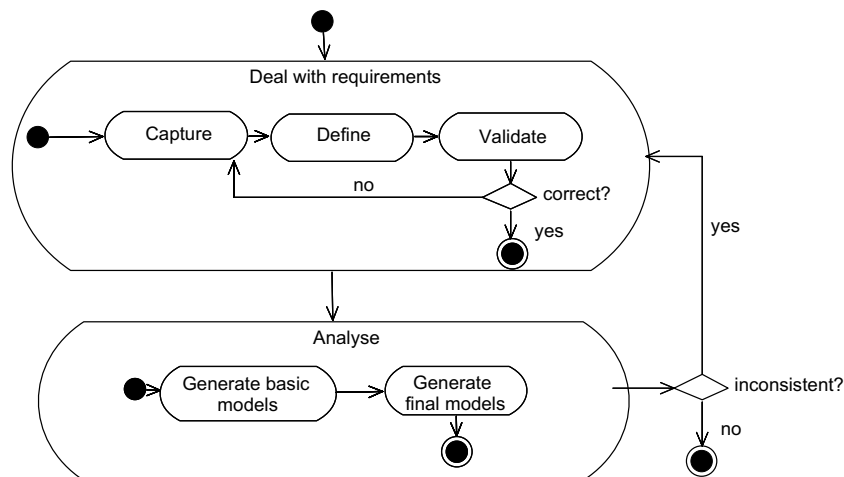 Deal with requirements
Capture
Define
Validate
no
correct?
yes
yes
Analyse
Generate basic
models
Generate
final models
inconsistent?
no